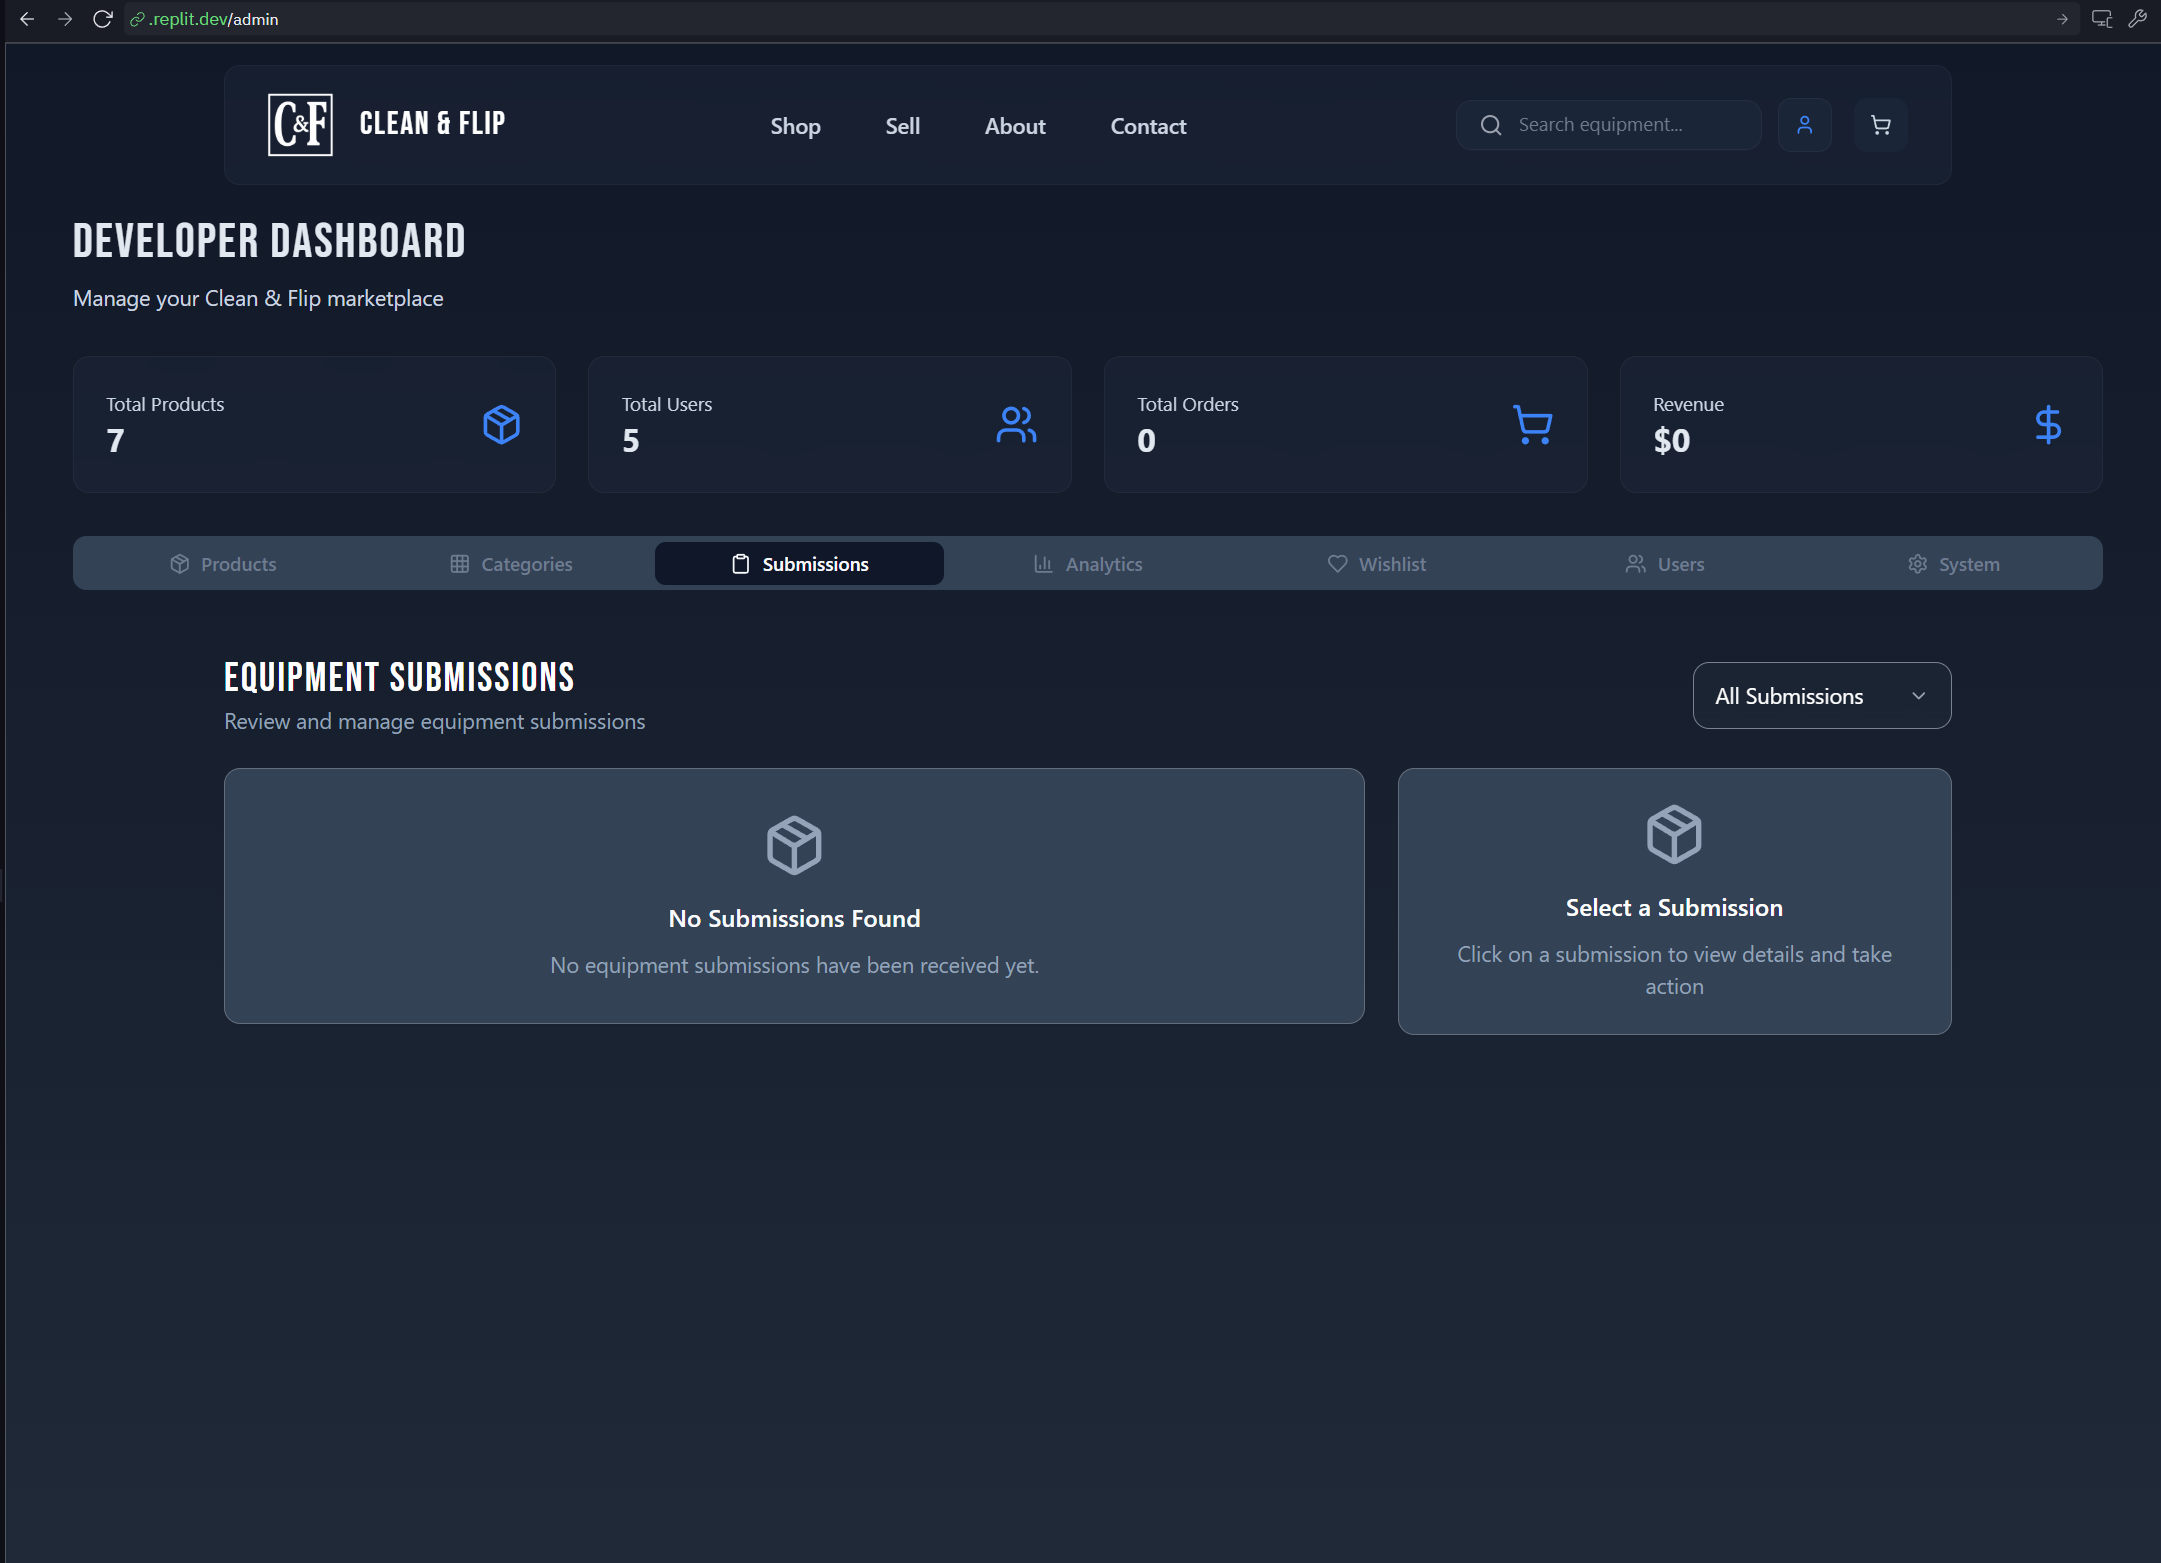 .replit.dev/admin
C&F
CLEAN & FLIP
Shop
Sell
About
Contact
Search equipment...
DEVELOPER DASHBOARD
Manage your Clean & Flip marketplace
Total Products
7
Total Users
5
Total Orders
0
Revenue
$0
Products
Categories
Submissions
Analytics
Wishlist
Users
System
EQUIPMENT SUBMISSIONS
Review and manage equipment submissions
All Submissions
No Submissions Found
No equipment submissions have been received yet.
Select a Submission
Click on a submission to view details and take
action